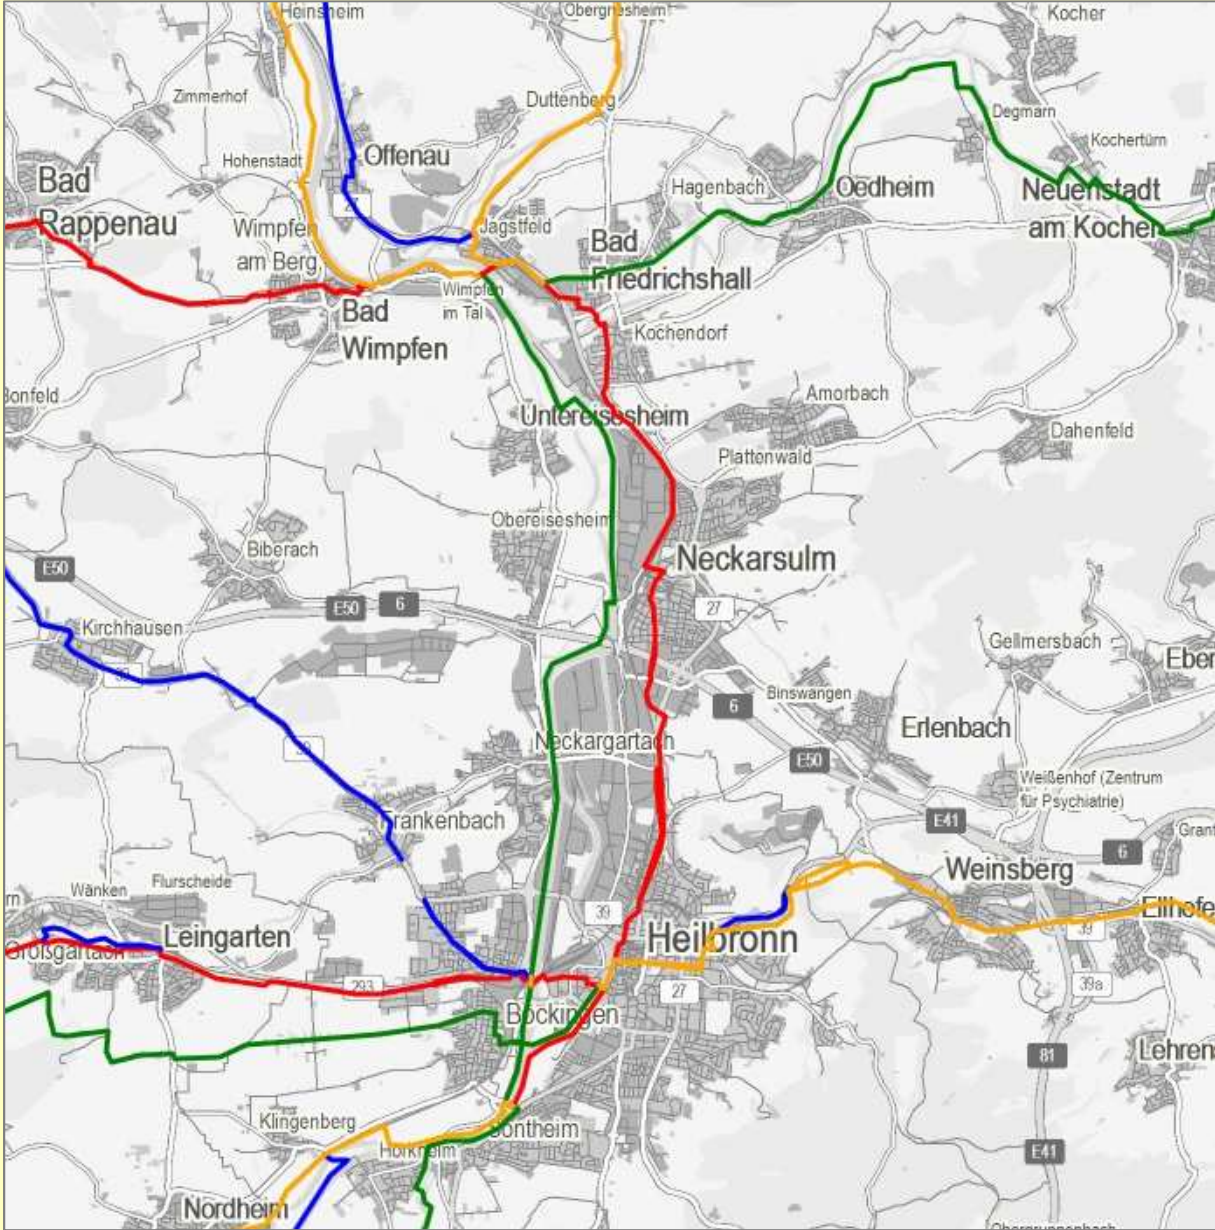 Heinsheim
Obergriesheim
Kocher
Zimmerhof
Duttenberg
Degmarn
Kochertürn
Hohenstadt
Offenau
Bad
Rappenau
Hagenbach
Oedheim
Neuenstadt
am Kocher
Wimpfen
am Berg
Jagstfeld
Bad
Friedrichshall
Wimpfen
im Tal
Bad
Wimpfen
Kochendorf
Bonfeld
Untereisesheim
Amorbach
Dahenfeld
Plattenwald
Obereisesheim
Biberach
Neckarsulm
E50
E50
6
27
Kirchhausen
Gellmersbach
Eber
Binswangen
6
Erlenbach
Neckargartach
E50
Weißenhof (Zentrum
für Psychiatrie)
Frankenbach
E41
6
Weinsberg
Wänken
Flurscheide
39
Ellhofe
39
Leingarten
Großgartach
Heilbronn
293
27
39a
Böckingen
81
Lehren
Klingenberg
Sontheim
Horkheim
E41
Nordheim